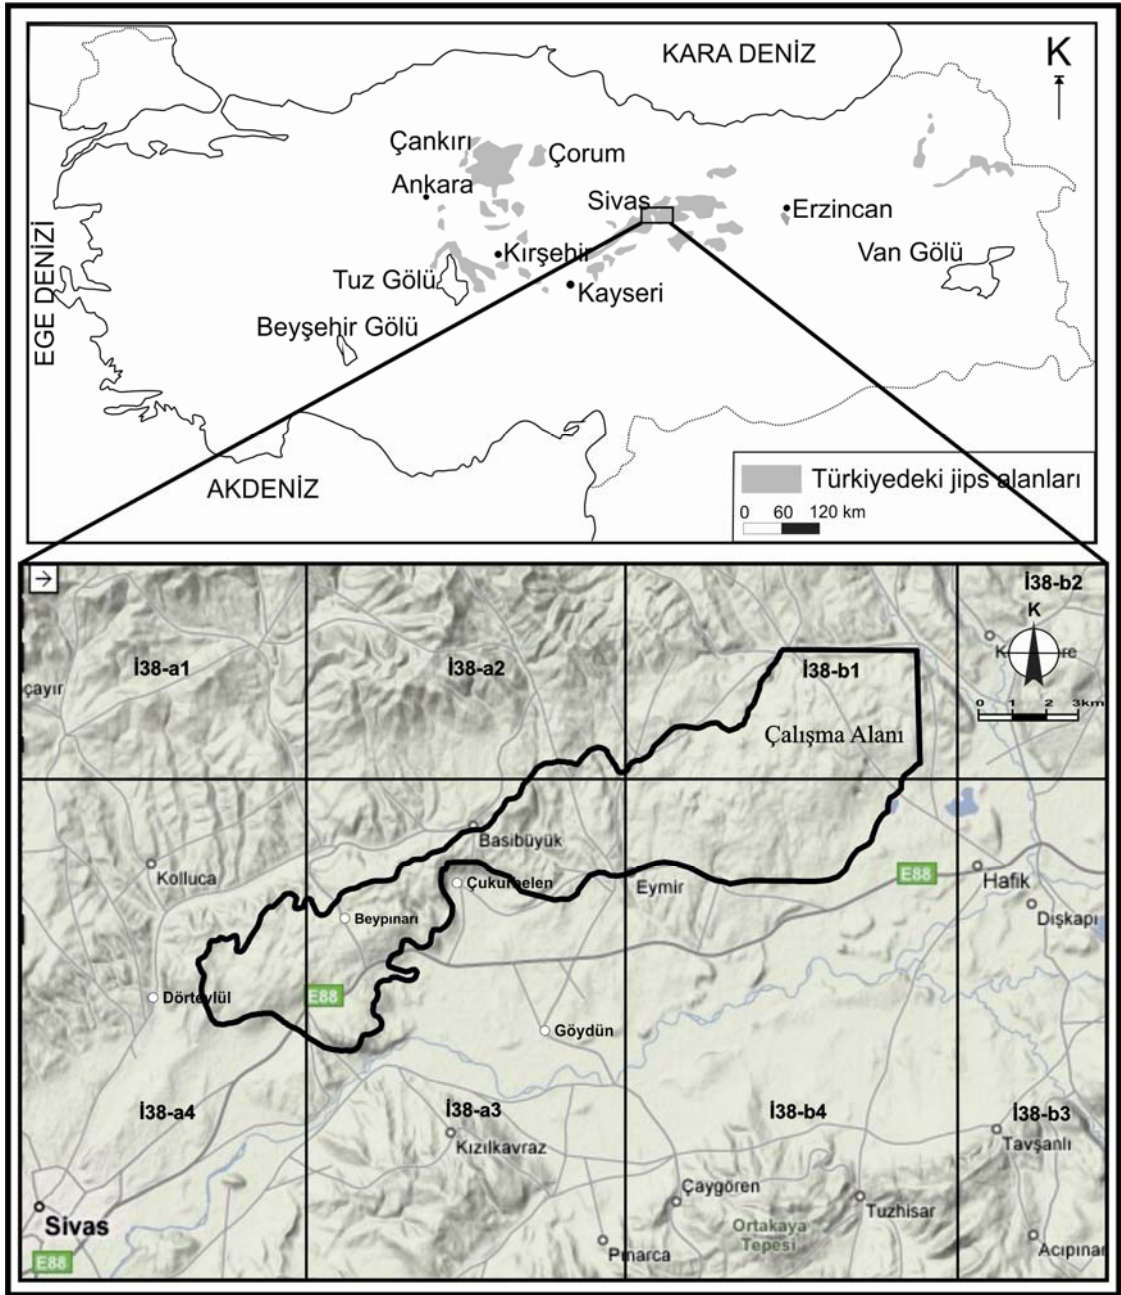 KARA DENİZ
K
Çankırı
Çorum
Ankara
Sivas
Erzincan
EGE DENİZİ
Kırşehir
Van Gölü
Tuz Gölü
Kayseri
Beyşehir Gölü
AKDENİZ
Türkiyedeki jips alanları
0 60 120 km
İ38-b2
K
İ38-a1
İ38-a2
İ38-b1
çayır
0 1 2 3km
Çalışma Alanı
Basibüyük
Kolluca
Çukurbelen
Eymir
E88
Hafik
Beypınarı
Dışkapı
Dörteylül
E88
Göydün
İ38-a4
İ38-a3
İ38-b4
İ38-b3
Kızılkavraz
Tavşanlı
Çaygören
Tuzhisar
Sivas
Ortakaya
Tepesi
Pınarca
Acıpınar
E88